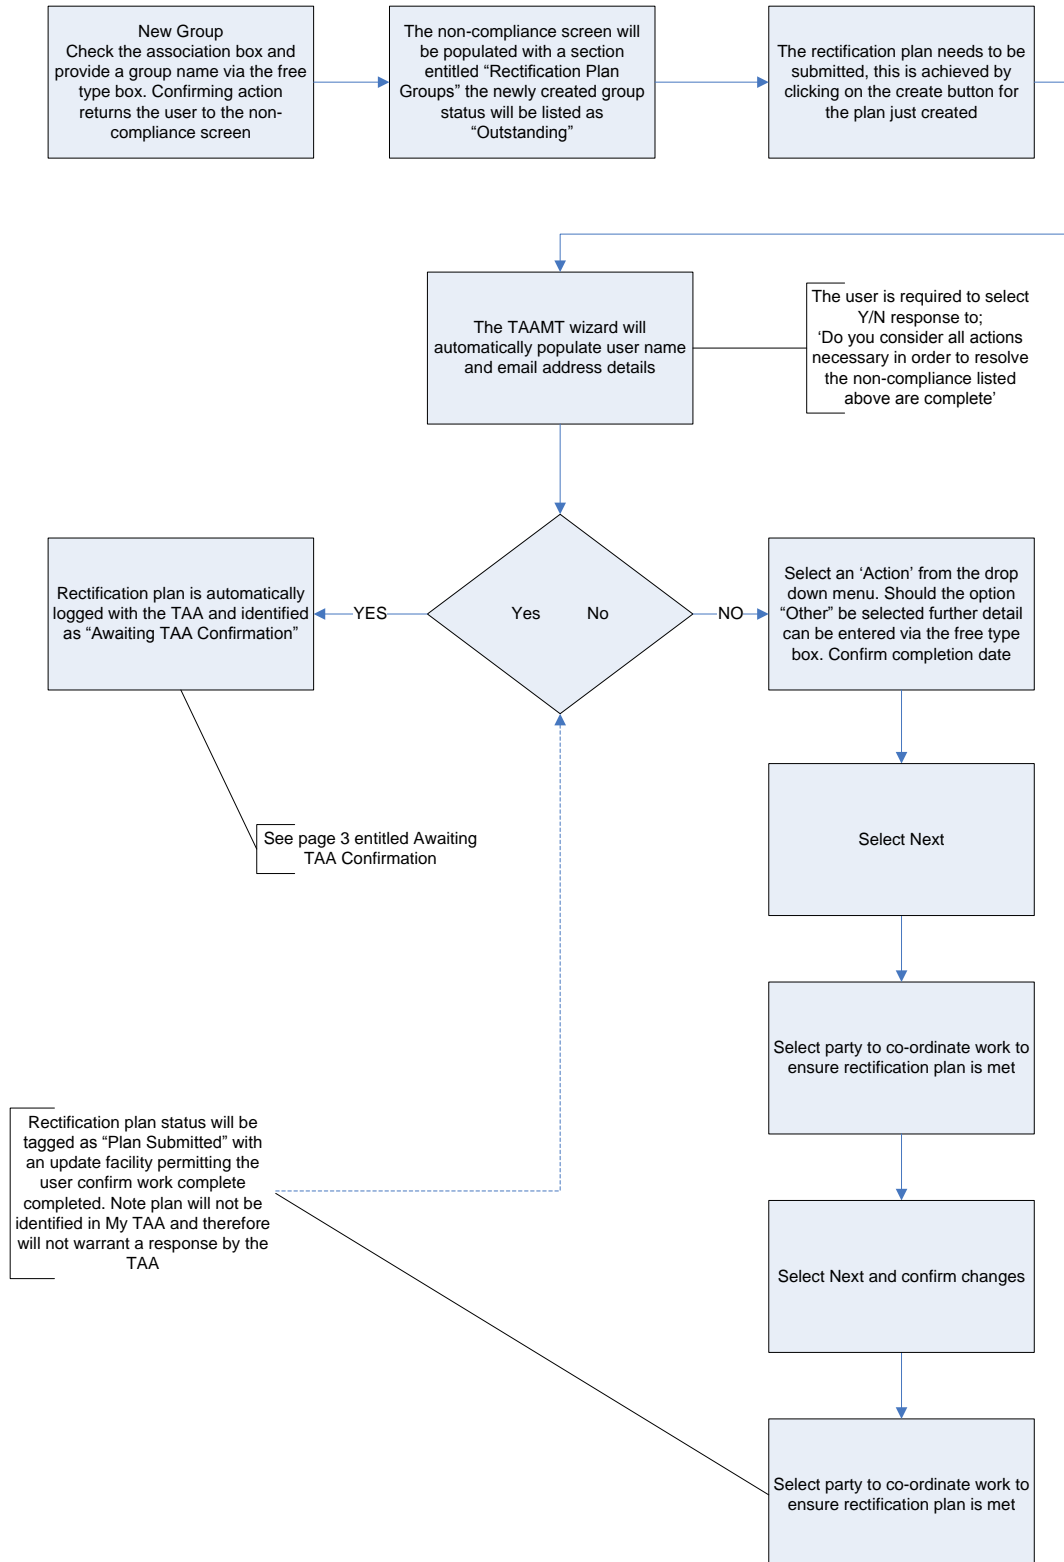 New Group
Check the association box and
provide a group name via the free
type box. Confirming action
returns the user to the non-
compliance screen
The non-compliance screen will
be populated with a section
entitled “Rectification Plan
Groups” the newly created group
status will be listed as
“Outstanding”
The rectification plan needs to be
submitted, this is achieved by
clicking on the create button for
the plan just created
The TAAMT wizard will
automatically populate user name
and email address details
The user is required to select
Y/N response to;
‘Do you consider all actions
necessary in order to resolve
the non-compliance listed
above are complete’
Rectification plan is automatically
logged with the TAA and identified
as “Awaiting TAA Confirmation”
YES
Yes No
NO
Select an ‘Action’ from the drop
down menu. Should the option
“Other” be selected further detail
can be entered via the free type
box. Confirm completion date
See page 3 entitled Awaiting
TAA Confirmation
Select Next
Select party to co-ordinate work to
ensure rectification plan is met
Rectification plan status will be
tagged as “Plan Submitted” with
an update facility permitting the
user confirm work complete
completed. Note plan will not be
identified in My TAA and therefore
will not warrant a response by the
TAA
Select Next and confirm changes
Select party to co-ordinate work to
ensure rectification plan is met